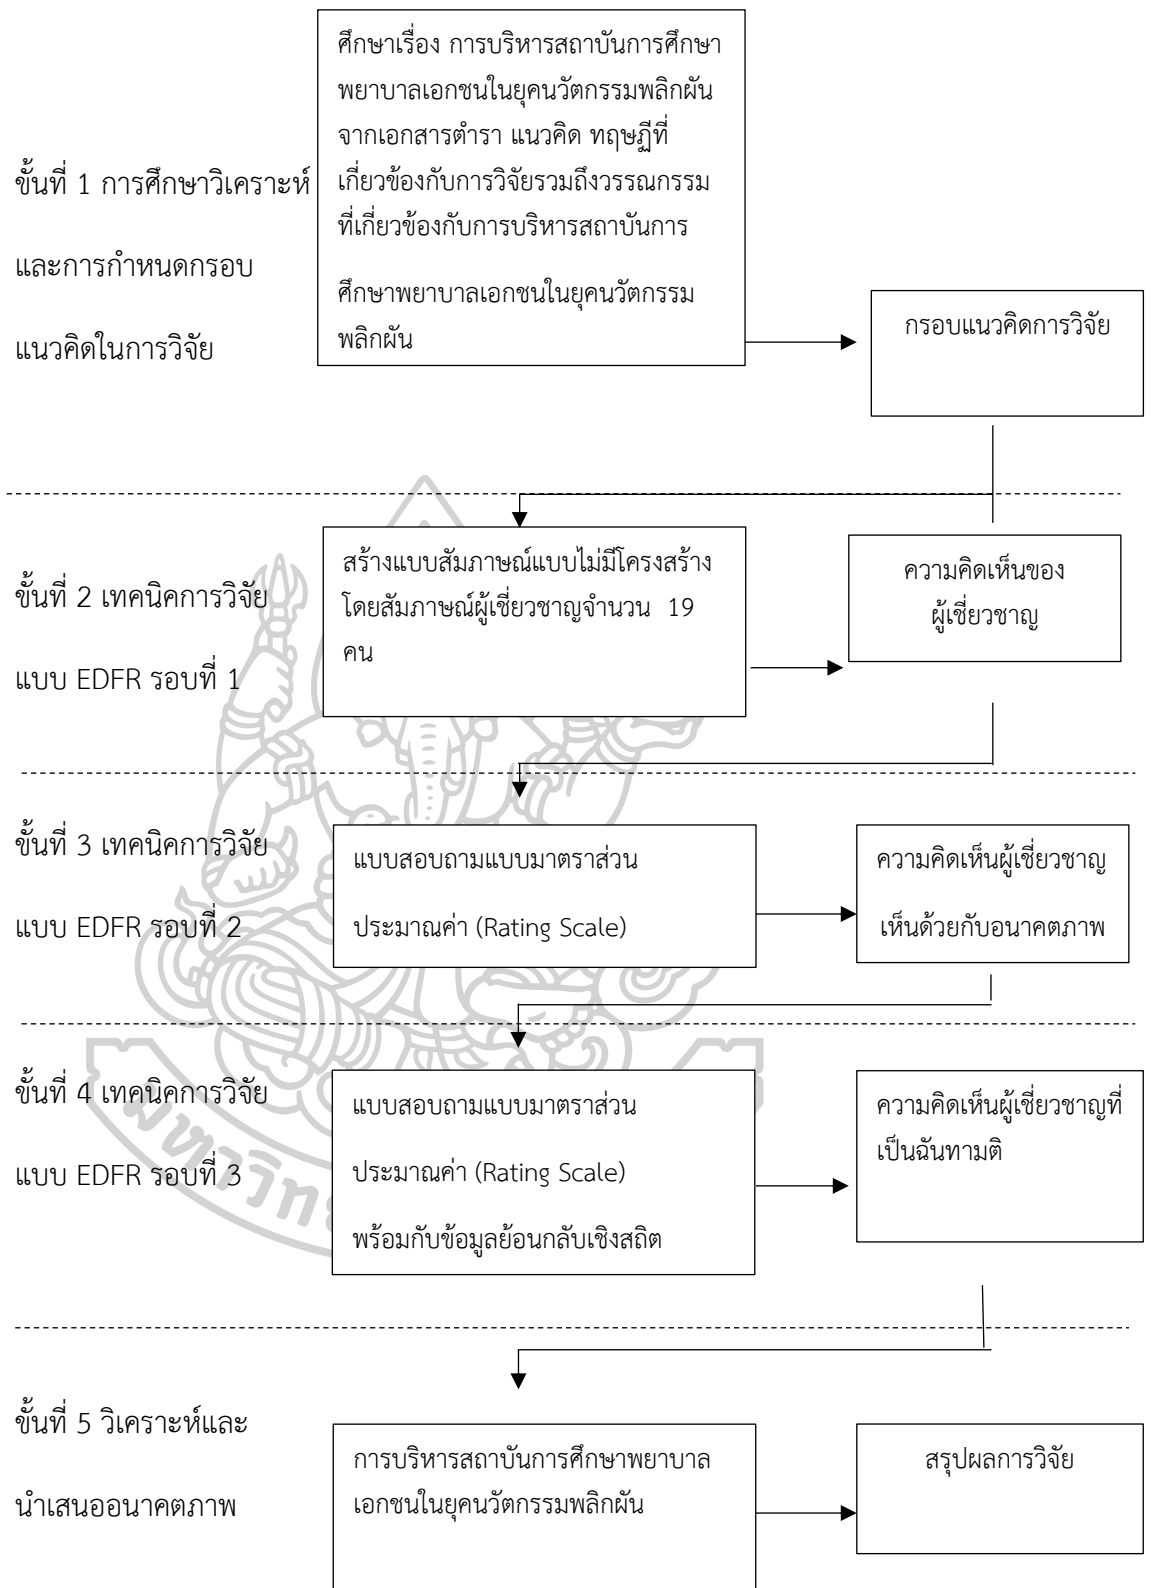 ศึกษาเรื่อง การบริหารสถาบันการศึกษา
พยาบาลเอกชนในยุคนวัตกรรมพลิกผัน
จากเอกสารตำรา แนวคิด ทฤษฎีที่
เกี่ยวข้องกับการวิจัยรวมถึงวรรณกรรม
ที่เกี่ยวข้องกับการบริหารสถาบันการ
ศึกษาพยาบาลเอกชนในยุคนวัตกรรม
พลิกผัน
ขั้นที่ 1 การศึกษาวิเคราะห์
และการกำหนดกรอบ
แนวคิดในการวิจัย
กรอบแนวคิดการวิจัย
ขั้นที่ 2 เทคนิคการวิจัย
แบบ EDFR รอบที่ 1
สร้างแบบสัมภาษณ์แบบไม่มีโครงสร้าง
โดยสัมภาษณ์ผู้เชี่ยวชาญจำนวน 19
คน
ความคิดเห็นของ
ผู้เชี่ยวชาญ
ขั้นที่ 3 เทคนิคการวิจัย
แบบ EDFR รอบที่ 2
แบบสอบถามแบบมาตราส่วน
ประมาณค่า (Rating Scale)
ความคิดเห็นผู้เชี่ยวชาญ
เห็นด้วยกับอนาคตภาพ
ขั้นที่ 4 เทคนิคการวิจัย
แบบ EDFR รอบที่ 3
แบบสอบถามแบบมาตราส่วน
ประมาณค่า (Rating Scale)
พร้อมกับข้อมูลย้อนกลับเชิงสถิต
ความคิดเห็นผู้เชี่ยวชาญที่
เป็นฉันทามติ
ขั้นที่ 5 วิเคราะห์และ
นำเสนออนาคตภาพ
การบริหารสถาบันการศึกษาพยาบาล
เอกชนในยุคนวัตกรรมพลิกผัน
สรุปผลการวิจัย